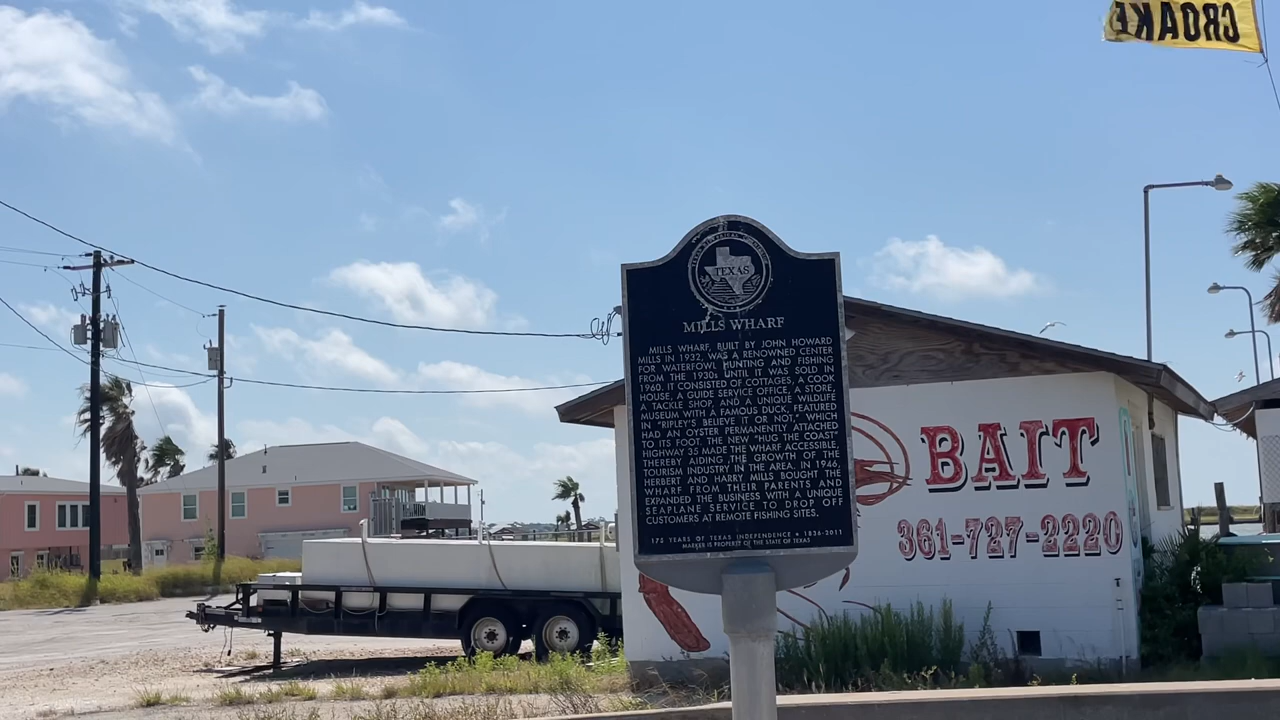 CROAKE
TEXAS
MILLS WHARF
MILLS WHARF, BUILT BY JOHN HOWARD
MILLS IN 1932, WAS A RENOWNED CENTER
FOR WATERFOWL HUNTING AND FISHING
FROM THE 1930s UNTIL IT WAS SOLD IN
1960. IT CONSISTED OF COTTAGES, A COOK
HOUSE, A GUIDE SERVICE OFFICE, A STORE,
A TACKLE SHOP, AND A UNIQUE WILDLIFE
MUSEUM WITH A FAMOUS DUCK, FEATURED
IN "RIPLEY'S BELIEVE IT OR NOT," WHICH
HAD AN OYSTER PERMANENTLY ATTACHED
TO ITS FOOT. THE NEW "HUG THE COAST"
HIGHWAY 35 MADE THE WHARF ACCESSIBLE,
THEREBY AIDING THE GROWTH OF THE
TOURISM INDUSTRY IN THE AREA. IN 1946,
HERBERT AND HARRY MILLS BOUGHT THE
WHARF FROM THEIR PARENTS AND
EXPANDED THE BUSINESS WITH A UNIQUE
SEAPLANE SERVICE TO DROP OFF
CUSTOMERS AT REMOTE FISHING SITES.
175 YEARS OF TEXAS INDEPENDENCE * 1836-2011
MARKER IS PROPERTY OF THE STATE OF TEXAS
BAIT
361-727-2220